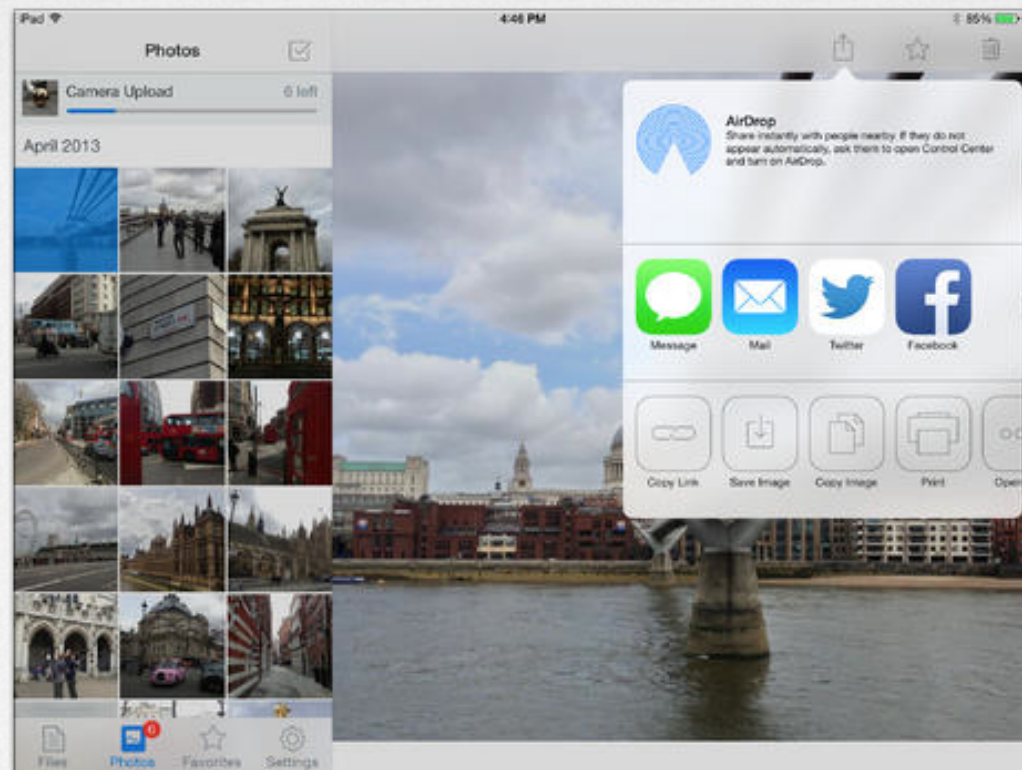 iPad
4:46 PM
85%
Photos
Camera Upload
6 left
April 2013
AirDrop
Share instantly with people nearby. If they do not
appear automatically, ask them to open Control Center
and turn on AirDrop.
Message
Mail
Twitter
Facebook
Copy Link
Save Image
Copy Image
Print
Open
6
Files
Photos
Favorites
Settings